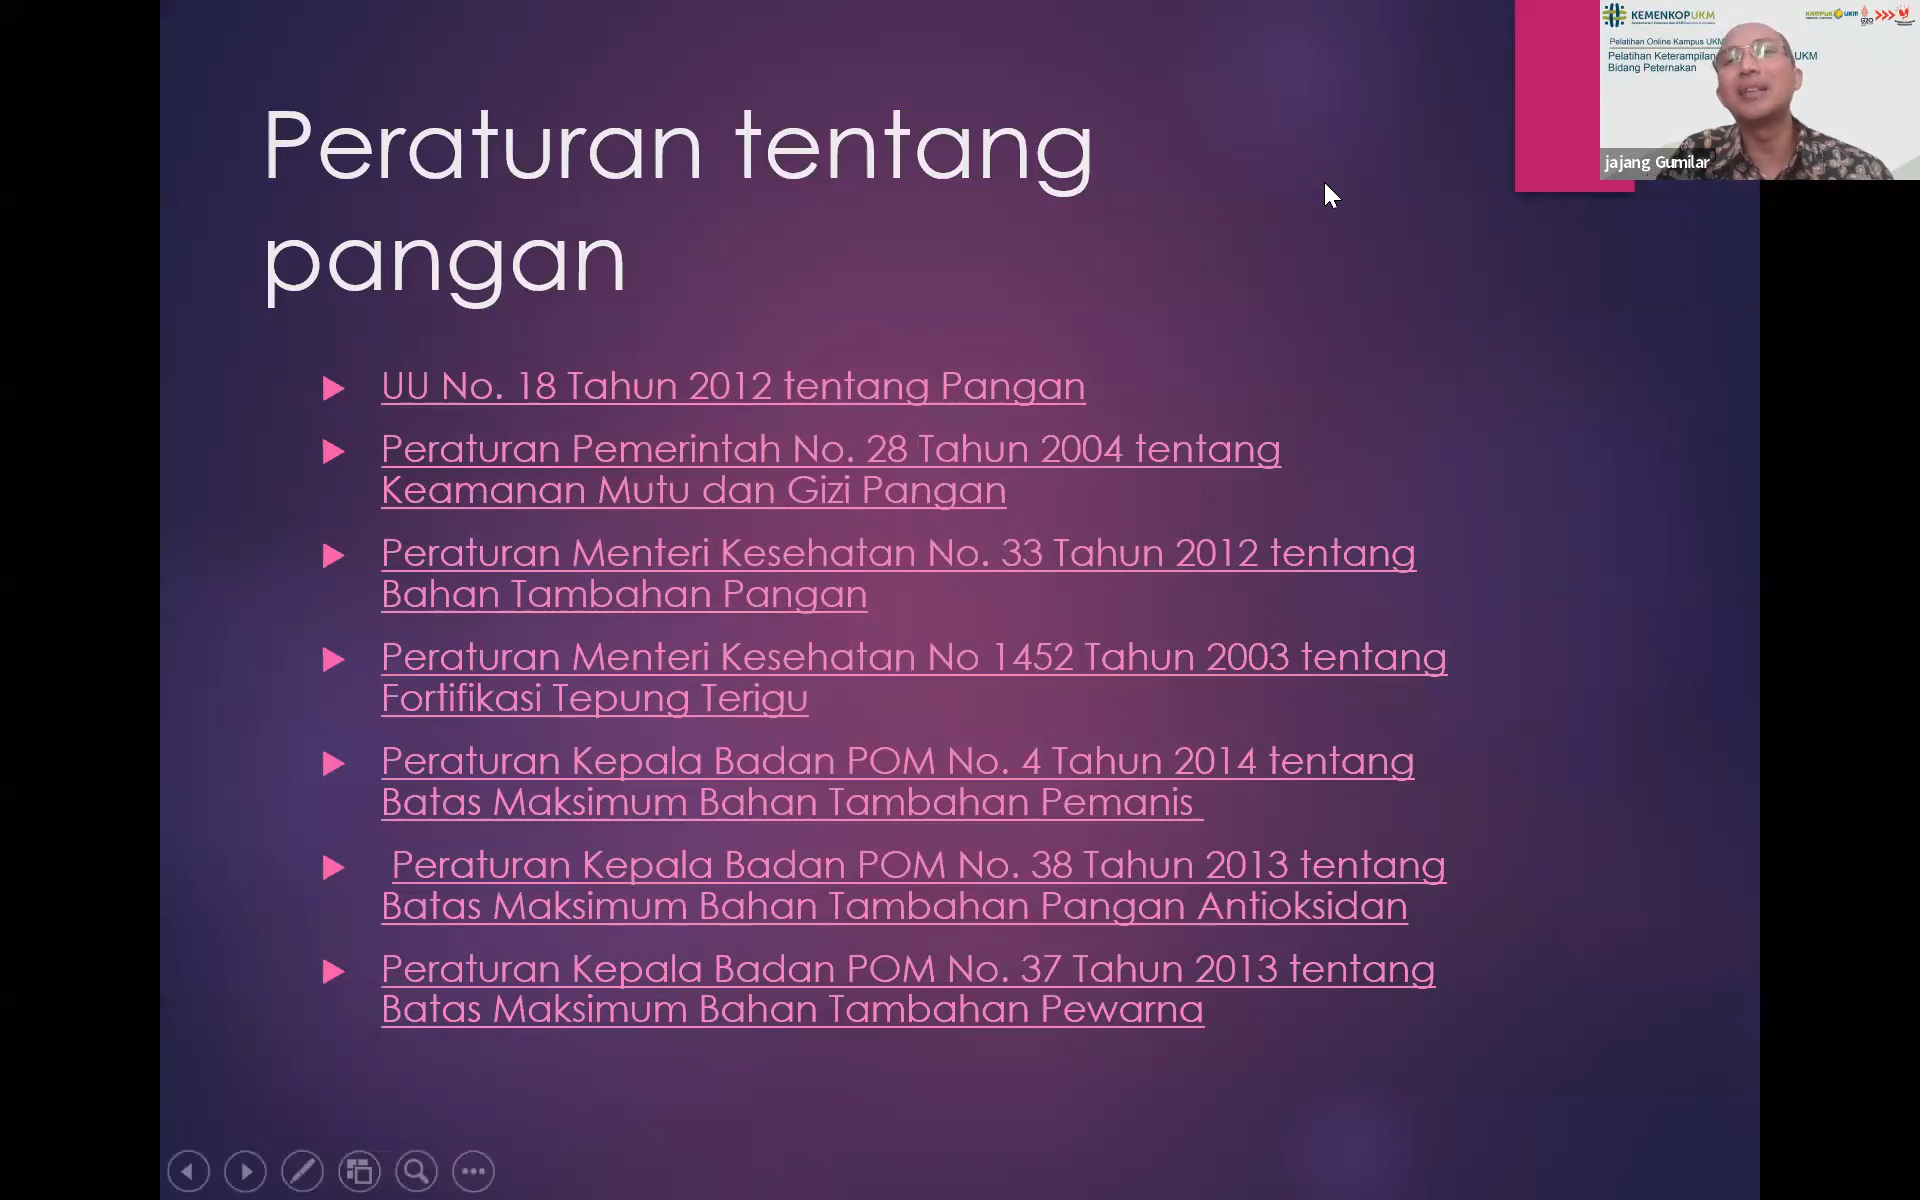 Peraturan tentang
pangan
UU No. 18 Tahun 2012 tentang Pangan
Peraturan Pemerintah No. 28 Tahun 2004 tentang
Keamanan Mutu dan Gizi Pangan
Peraturan Menteri Kesehatan No. 33 Tahun 2012 tentang
Bahan Tambahan Pangan
Peraturan Menteri Kesehatan No 1452 Tahun 2003 tentang
Fortifikasi Tepung Terigu
Peraturan Kepala Badan POM No. 4 Tahun 2014 tentang
Batas Maksimum Bahan Tambahan Pemanis
Peraturan Kepala Badan POM No. 38 Tahun 2013 tentang
Batas Maksimum Bahan Tambahan Pangan Antioksidan
Peraturan Kepala Badan POM No. 37 Tahun 2013 tentang
Batas Maksimum Bahan Tambahan Pewarna
KEMENKOPUKM
KAMPUS UKM
G20
Pelatihan Online Kampus UKM
Pelatihan Keterampilan UKM
Bidang Peternakan
jajang Gumilar